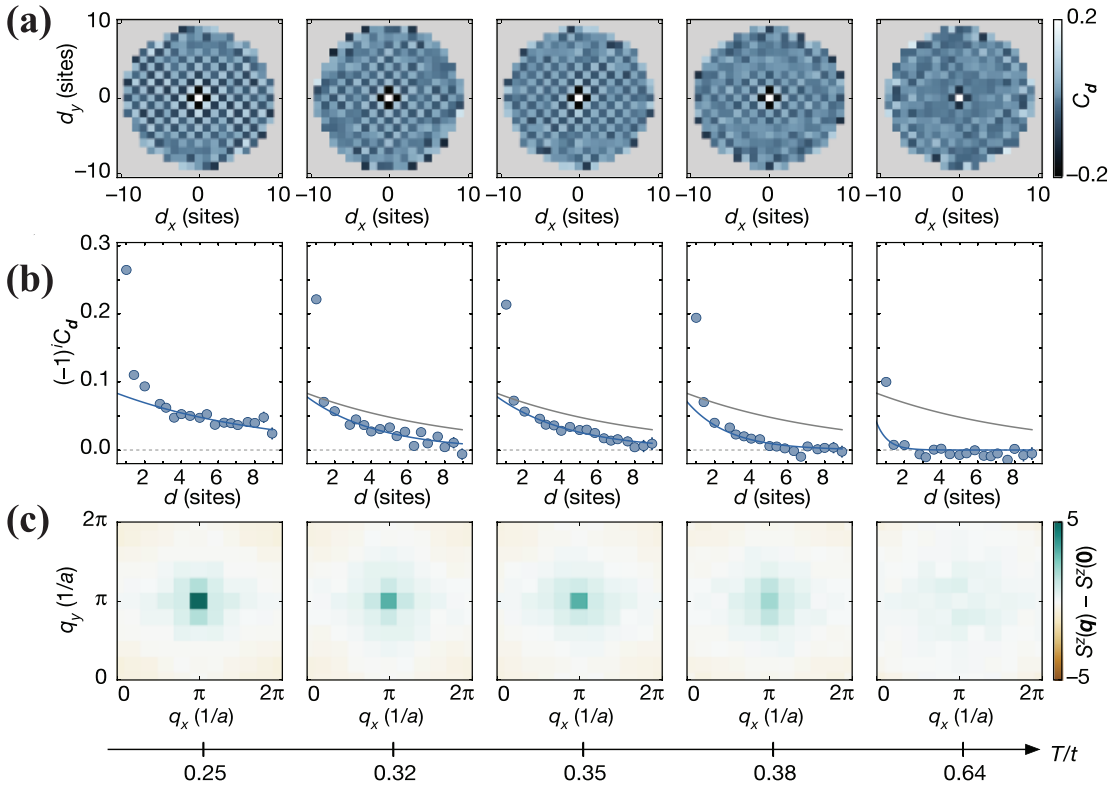 (a)
10
0
−10
d_y (sites)
−10 0 10
−10 0 10
−10 0 10
−10 0 10
−10 0 10
d_x (sites)
d_x (sites)
d_x (sites)
d_x (sites)
d_x (sites)
0.2
C_d
−0.2
(b)
0.3
0.2
0.1
0.0
(−1)^i C_d
2 4 6 8
2 4 6 8
2 4 6 8
2 4 6 8
2 4 6 8
d (sites)
d (sites)
d (sites)
d (sites)
d (sites)
(c)
2π
π
0
q_y (1/a)
0 π 2π
0 π 2π
0 π 2π
0 π 2π
0 π 2π
q_x (1/a)
q_x (1/a)
q_x (1/a)
q_x (1/a)
q_x (1/a)
5
S^z(q) − S^z(0)
−5
T/t
0.25 0.32 0.35 0.38 0.64